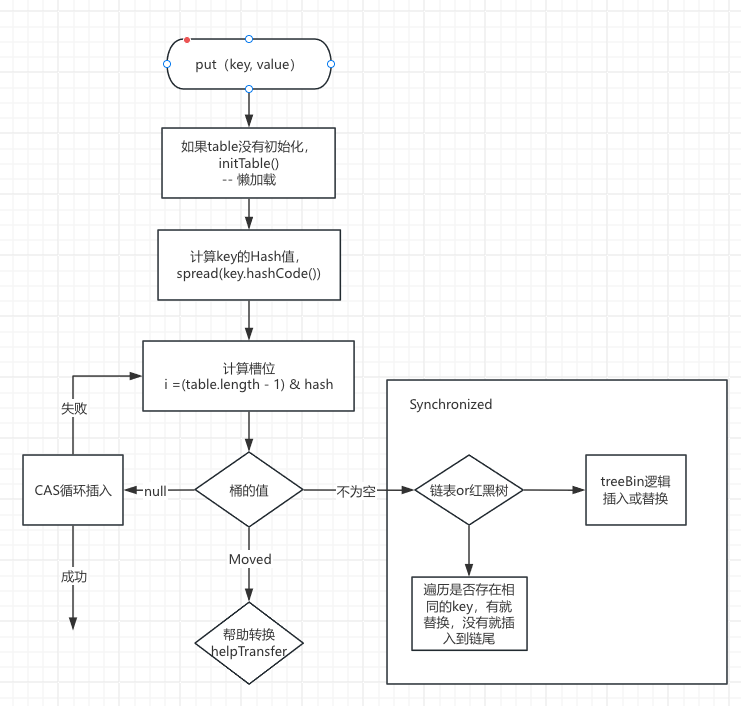 put（key, value）
如果table没有初始化，
initTable()
-- 懒加载
计算key的Hash值，
spread(key.hashCode())
计算槽位
i =(table.length - 1) & hash
失败
Synchronized
CAS循环插入
null
桶的值
不为空
链表or红黑树
treeBin逻辑
插入或替换
Moved
成功
遍历是否存在相
同的key，有就
替换，没有就插
入到链尾
帮助转换
helpTransfer